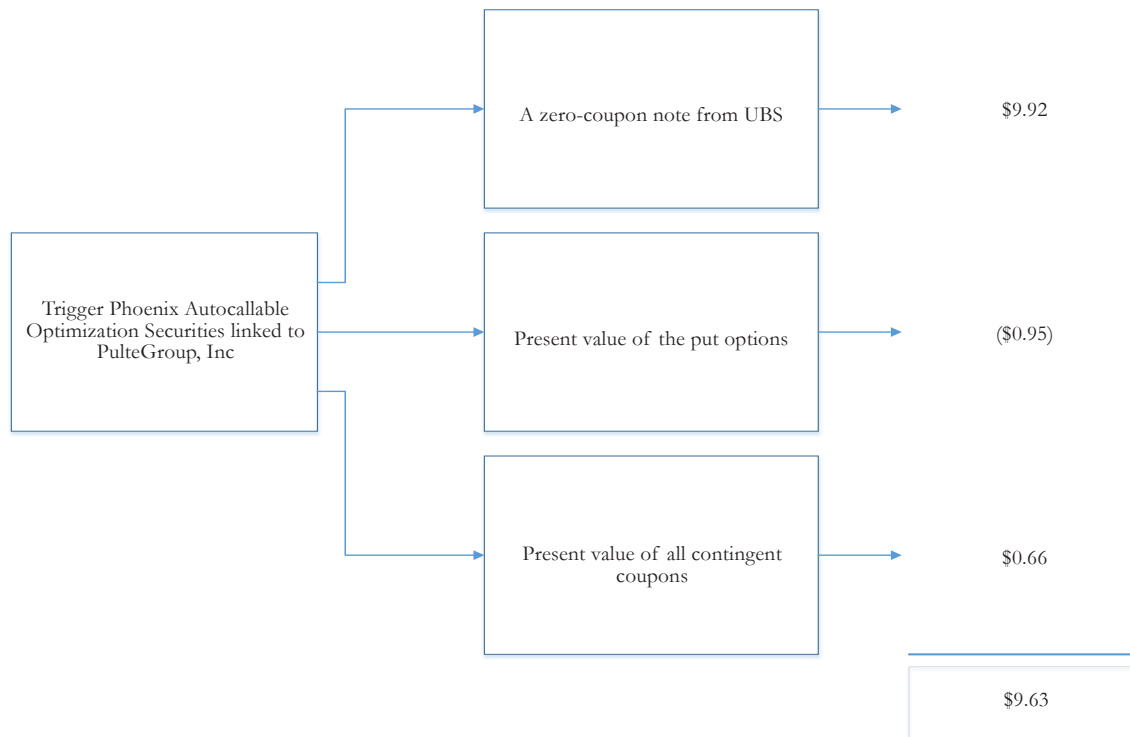 A zero-coupon note from UBS
$9.92
Trigger Phoenix Autocallable
Optimization Securities linked to
PulteGroup, Inc
Present value of the put options
($0.95)
Present value of all contingent
coupons
$0.66
$9.63